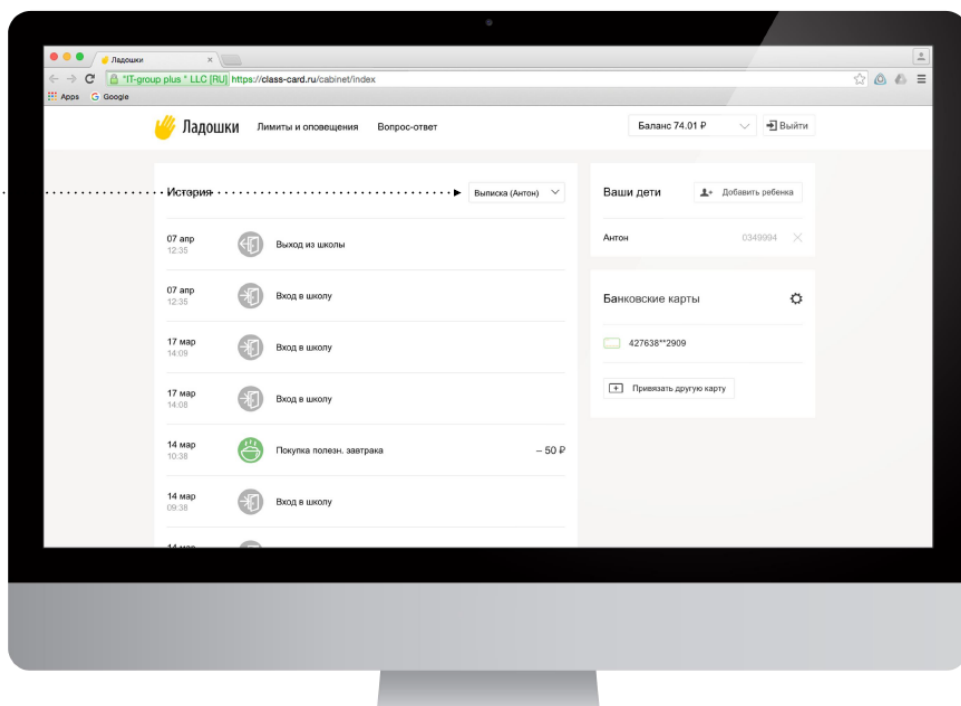 Ладошки
"IT-group plus " LLC [RU] https://class-card.ru/cabinet/index
Apps Google
Ладошки Лимиты и оповещения Вопрос-ответ Баланс 74.01 ₽ Выйти
История Выписка (Антон)
07 апр
12:35
Выход из школы
07 апр
12:35
Вход в школу
17 мар
14:09
Вход в школу
17 мар
14:08
Вход в школу
14 мар
10:38
Покупка полезн. завтрака – 50 ₽
14 мар
09:38
Вход в школу
14 мар
Ваши дети Добавить ребенка
Антон 0349994
Банковские карты
427638**2909
Привязать другую карту